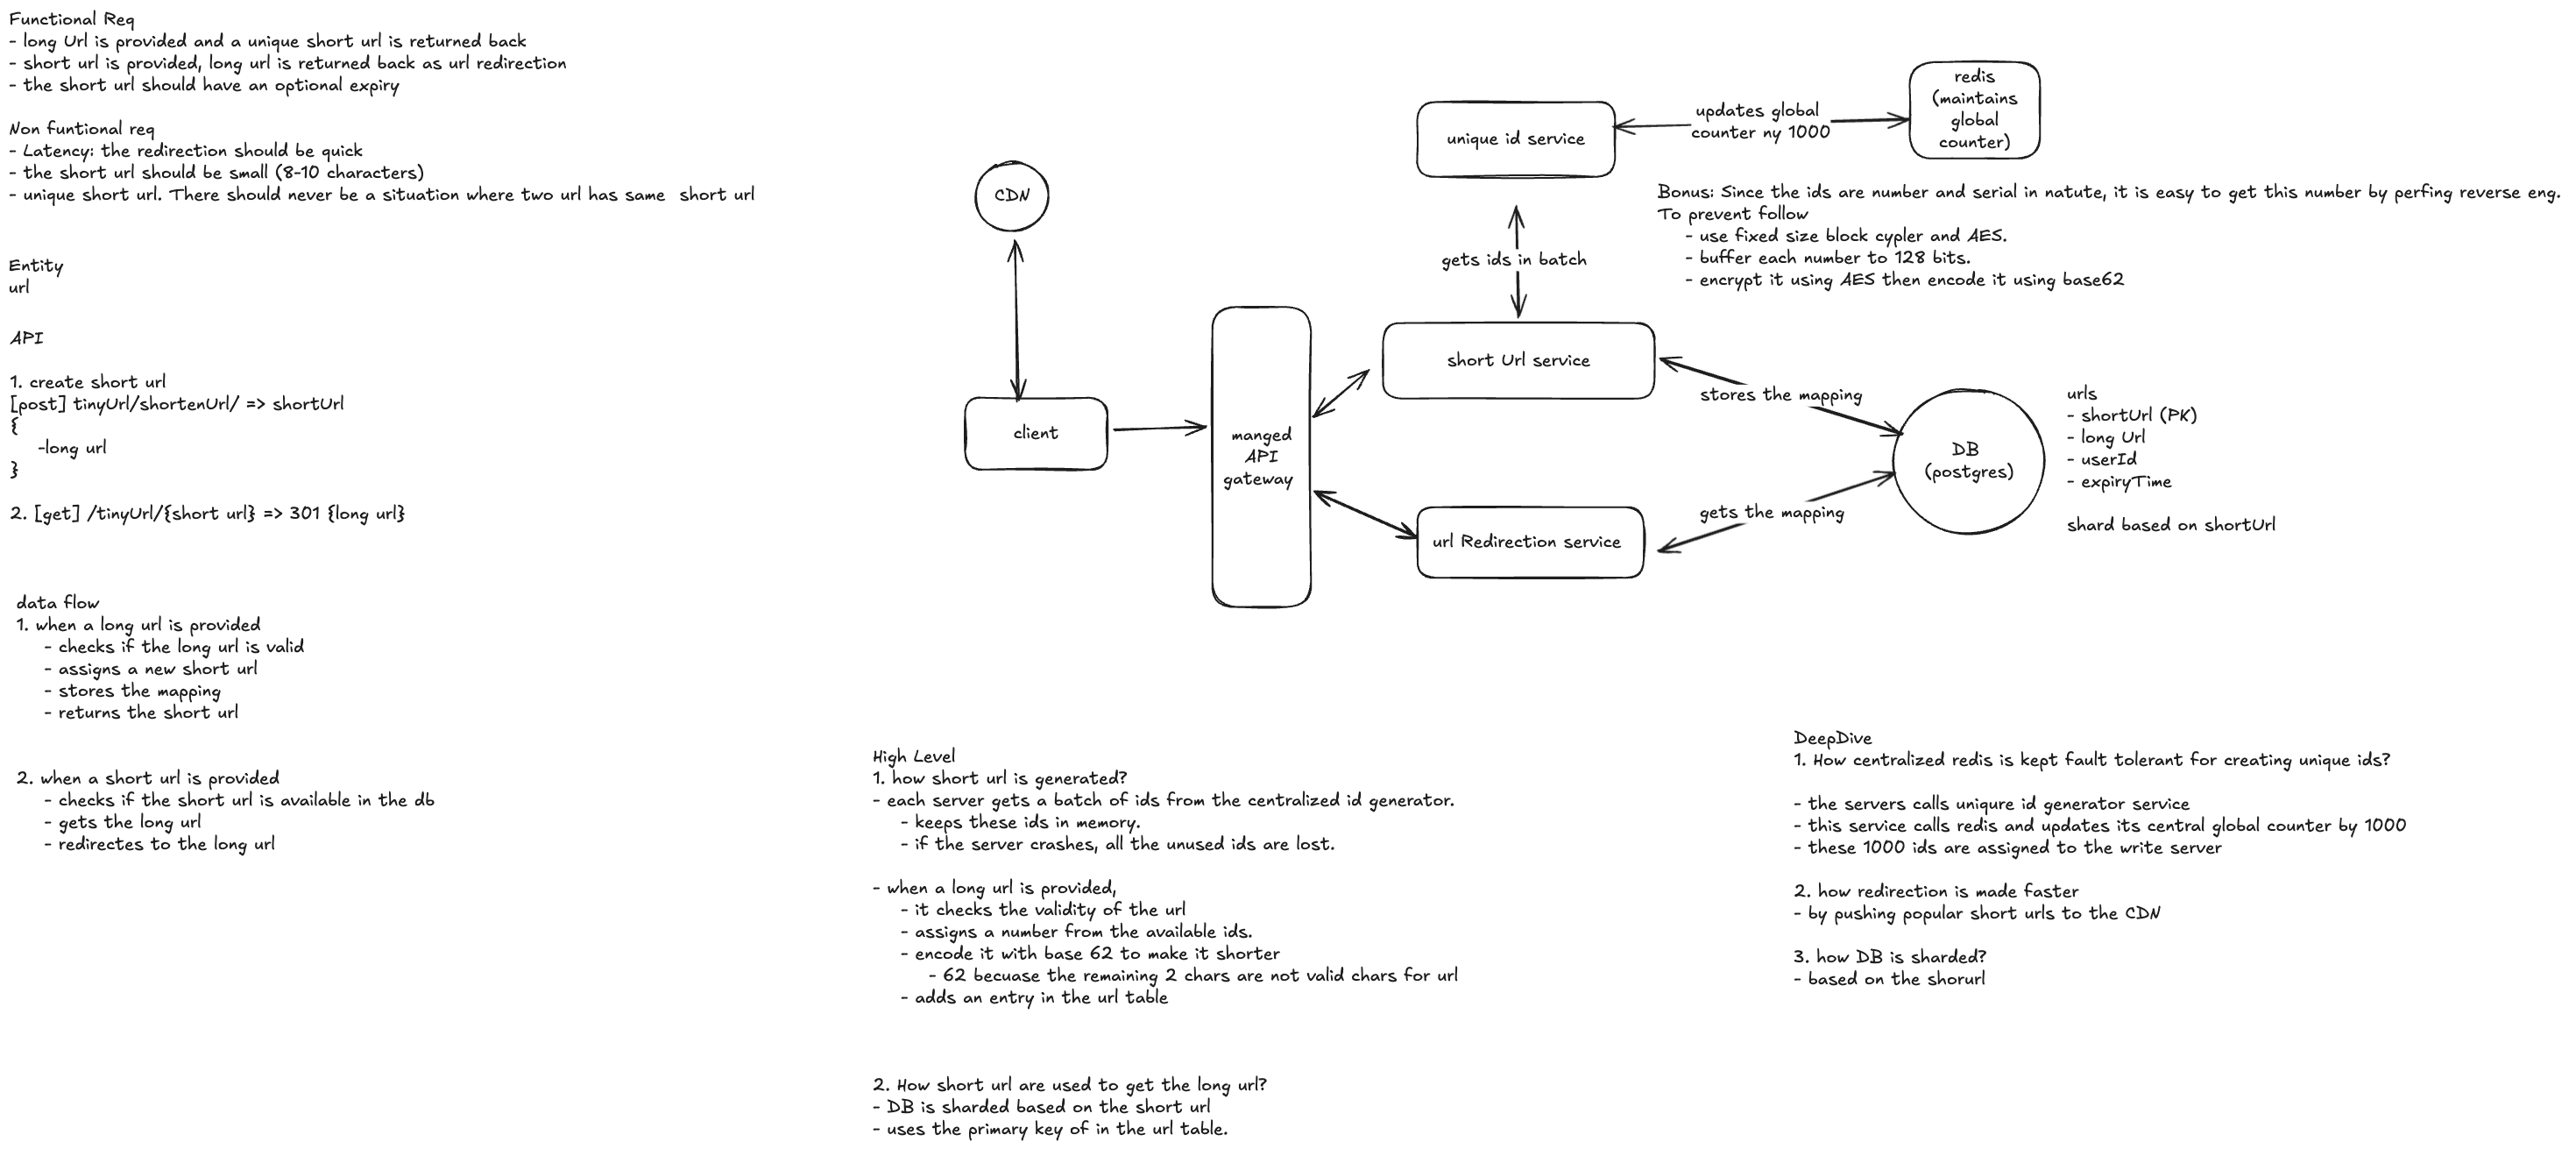 Functional Req
- long Url is provided and a unique short url is returned back
- short url is provided, long url is returned back as url redirection
- the short url should have an optional expiry
Non funtional req
- Latency: the redirection should be quick
- the short url should be small (8-10 characters)
- unique short url. There should never be a situation where two url has same  short url
Entity
url
API
1. create short url
[post] tinyUrl/shortenUrl/ => shortUrl
{
-long url
}
2. [get] /tinyUrl/{short url} => 301 {long url}
data flow
1. when a long url is provided
- checks if the long url is valid
- assigns a new short url
- stores the mapping
- returns the short url
2. when a short url is provided
- checks if the short url is available in the db
- gets the long url
- redirectes to the long url
CDN
client
manged
API
gateway
unique id service
updates global
counter ny 1000
redis
(maintains
global
counter)
Bonus: Since the ids are number and serial in natute, it is easy to get this number by perfing reverse eng.
To prevent follow
- use fixed size block cypler and AES.
- buffer each number to 128 bits.
- encrypt it using AES then encode it using base62
gets ids in batch
short Url service
stores the mapping
url Redirection service
gets the mapping
DB
(postgres)
urls
- shortUrl (PK)
- long Url
- userId
- expiryTime
shard based on shortUrl
High Level
1. how short url is generated?
- each server gets a batch of ids from the centralized id generator.
- keeps these ids in memory.
- if the server crashes, all the unused ids are lost.
- when a long url is provided,
- it checks the validity of the url
- assigns a number from the available ids.
- encode it with base 62 to make it shorter
- 62 becuase the remaining 2 chars are not valid chars for url
- adds an entry in the url table
2. How short url are used to get the long url?
- DB is sharded based on the short url
- uses the primary key of in the url table.
DeepDive
1. How centralized redis is kept fault tolerant for creating unique ids?
- the servers calls uniqure id generator service
- this service calls redis and updates its central global counter by 1000
- these 1000 ids are assigned to the write server
2. how redirection is made faster
- by pushing popular short urls to the CDN
3. how DB is sharded?
- based on the shorurl